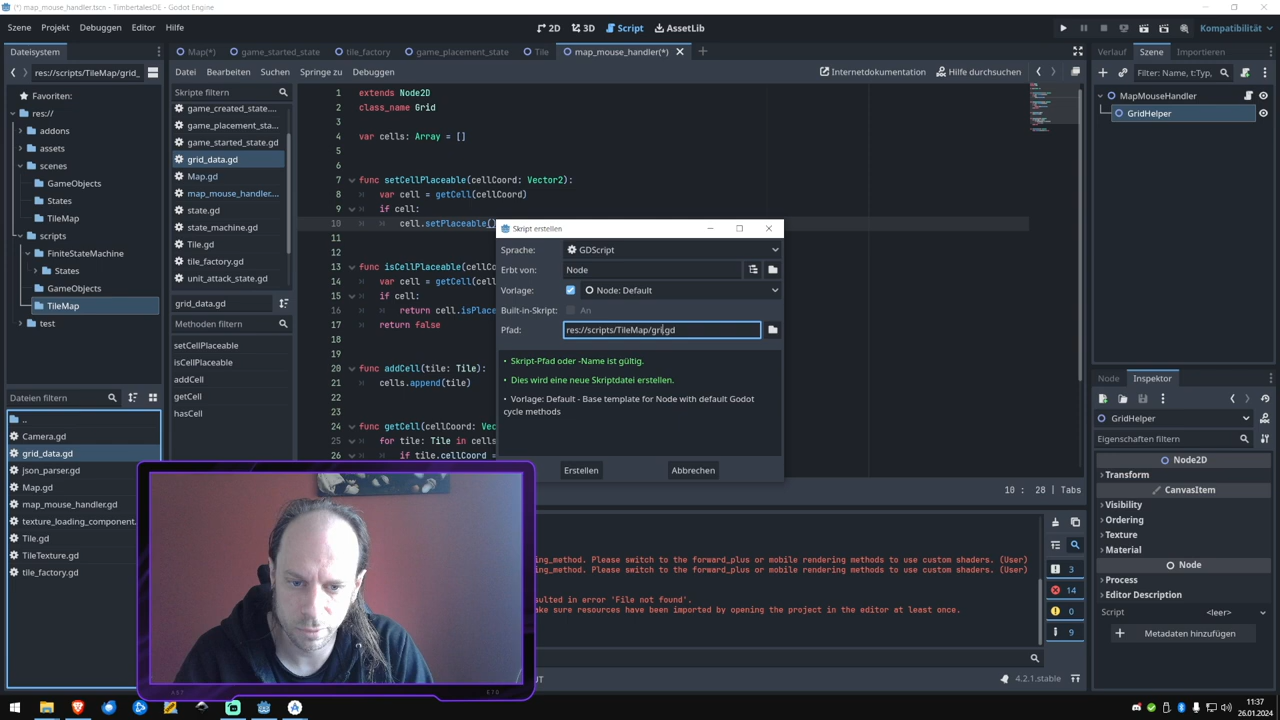 (*) map_mouse_handler.tscn - TimbertalesDE - Godot Engine
Szene Projekt Debuggen Editor Hilfe
2D 3D Script AssetLib
Kompatibilität
Dateisystem
Map(*) game_started_state tile_factory game_placement_state Tile map_mouse_handler(*)
Verlauf Szene Importieren
res://scripts/TileMap/grid_
Datei Bearbeiten Suchen Springe zu Debuggen
Internetdokumentation Hilfe durchsuchen
Filter: Name, t:Typ,
Favoriten:
res://
addons
assets
scenes
GameObjects
States
TileMap
scripts
FiniteStateMachine
States
GameObjects
TileMap
test
Skripte filtern
game_created_state....
game_placement_sta...
game_started_state.gd
grid_data.gd
Map.gd
map_mouse_handler....
state.gd
state_machine.gd
Tile.gd
tile_factory.gd
unit_attack_state.gd
grid_data.gd
Methoden filtern
setCellPlaceable
isCellPlaceable
addCell
getCell
hasCell
1 extends Node2D
2 class_name Grid
3
4 var cells: Array = []
5
6
7 func setCellPlaceable(cellCoord: Vector2):
8 var cell = getCell(cellCoord)
9 if cell:
10 cell.setPlaceable()
11
12
13 func isCellPlaceable(cellCo
14 var cell = getCell(cell
15 if cell:
16 return cell.isPlace
17 return false
18
19
20 func addCell(tile: Tile):
21 cells.append(tile)
22
23
24 func getCell(cellCoord: Vec
25 for tile: Tile in cells
26 if tile.cellCoord =
Skript erstellen
Sprache: GDScript
Erbt von: Node
Vorlage: Node: Default
Built-in-Skript: An
Pfad: res://scripts/TileMap/gri.gd
• Skript-Pfad oder -Name ist gültig.
• Dies wird eine neue Skriptdatei erstellen.
• Vorlage: Default - Base template for Node with default Godot
cycle methods
Erstellen Abbrechen
10 : 28 | Tabs
ing_method. Please switch to the forward_plus or mobile rendering methods to use custom shaders. (User)
ing_method. Please switch to the forward_plus or mobile rendering methods to use custom shaders. (User)
sulted in error 'File not found'.
ake sure resources have been imported by opening the project in the editor at least once.
3
14
0
9
4.2.1.stable
Dateien filtern
..
Camera.gd
grid_data.gd
json_parser.gd
Map.gd
map_mouse_handler.gd
texture_loading_component.
Tile.gd
TileTexture.gd
tile_factory.gd
MapMouseHandler
GridHelper
Node Inspektor
GridHelper
Eigenschaften filtern
Node2D
Transform
CanvasItem
Visibility
Ordering
Texture
Material
Node
Process
Editor Description
Script <leer>
Metadaten hinzufügen
11:37
26.01.2024